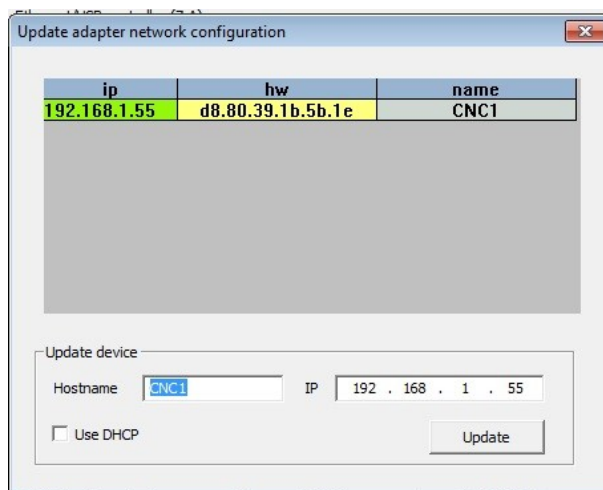 Update adapter network configuration
ip hw name
192.168.1.55 d8.80.39.1b.5b.1e CNC1
Update device
Hostname CNC1 IP 192 . 168 . 1 . 55
Use DHCP Update